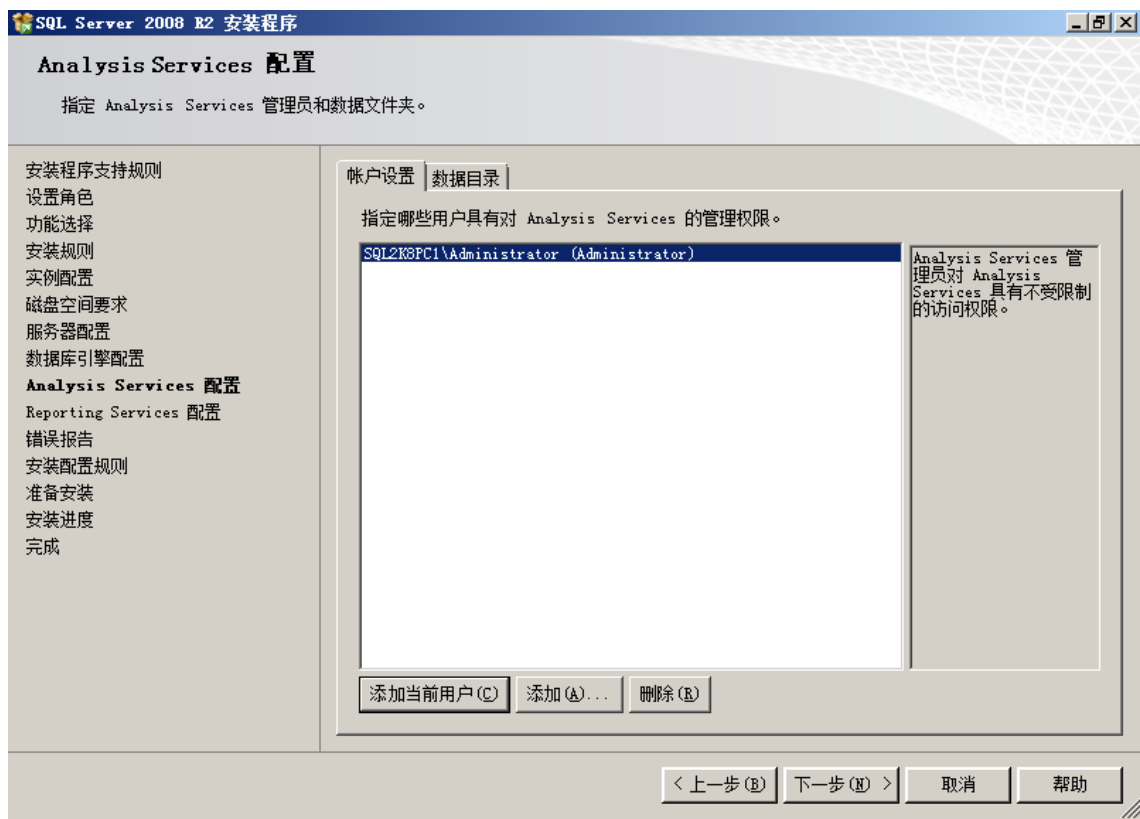 SQL Server 2008 R2 安装程序
Analysis Services 配置
指定 Analysis Services 管理员和数据文件夹。
安装程序支持规则
设置角色
功能选择
安装规则
实例配置
磁盘空间要求
服务器配置
数据库引擎配置
Analysis Services 配置
Reporting Services 配置
错误报告
安装配置规则
准备安装
安装进度
完成
帐户设置 数据目录
指定哪些用户具有对 Analysis Services 的管理权限。
SQL2K8PC1\Administrator (Administrator)
Analysis Services 管
理员对 Analysis
Services 具有不受限制
的访问权限。
添加当前用户(C) 添加(A)... 删除(R)
< 上一步(B) 下一步(N) > 取消 帮助